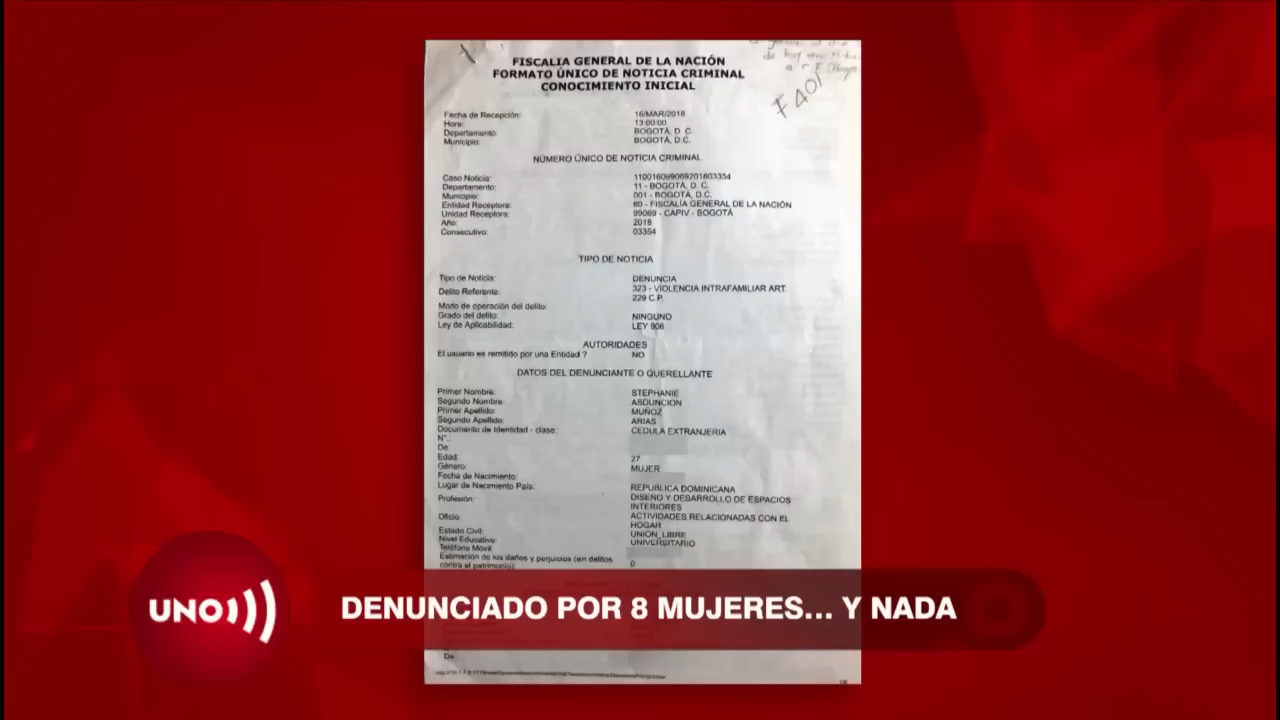 FISCALIA GENERAL DE LA NACIÓN
FORMATO ÚNICO DE NOTICIA CRIMINAL
CONOCIMIENTO INICIAL
F 401
Fecha de Recepción: 16/MAR/2018
Hora: 13:00:00
Departamento: BOGOTÁ, D. C.
Municipio: BOGOTÁ, D.C.
NÚMERO ÚNICO DE NOTICIA CRIMINAL
Caso Noticia: 110016099069201803354
Departamento: 11 - BOGOTÁ, D. C.
Municipio: 001 - BOGOTÁ, D.C.
Entidad Receptora: 60 - FISCALÍA GENERAL DE LA NACIÓN
Unidad Receptora: 99069 - CAPIV - BOGOTÁ
Año: 2018
Consecutivo: 03354
TIPO DE NOTICIA
Tipo de Noticia: DENUNCIA
Delito Referente: 323 - VIOLENCIA INTRAFAMILIAR ART.
229 C.P.
Modo de operación del delito:
Grado del delito: NINGUNO
Ley de Aplicabilidad: LEY 906
AUTORIDADES
El usuario es remitido por una Entidad ? NO
DATOS DEL DENUNCIANTE O QUERELLANTE
Primer Nombre: STEPHANIE
Segundo Nombre: ASDUNCION
Primer Apellido: MUÑOZ
Segundo Apellido: ARIAS
Documento de Identidad - clase: CEDULA EXTRANJERIA
N°.:
De:
Edad: 27
Género: MUJER
Fecha de Nacimiento:
Lugar de Nacimiento País: REPUBLICA DOMINICANA
Profesión: DISEÑO Y DESARROLLO DE ESPACIOS
INTERIORES
Oficio: ACTIVIDADES RELACIONADAS CON EL
HOGAR
Estado Civil: UNION_LIBRE
Nivel Educativo: UNIVERSITARIO
Teléfono Móvil:
Estimación de los daños y perjuicios (en delitos
contra el patrimonio): 0
UNO
DENUNCIADO POR 8 MUJERES... Y NADA
De: